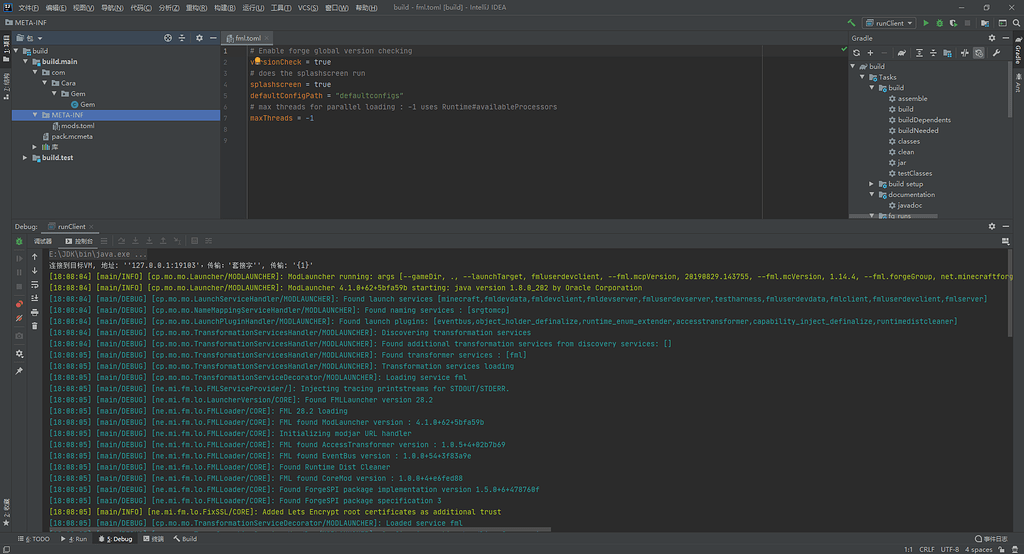 文件(F) 编辑(E) 视图(V) 导航(N) 代码(C) 分析(Z) 重构(R) 构建(B) 运行(U) 工具(T) VCS(S) 窗口(W) 帮助(H) build - fml.toml [build] - IntelliJ IDEA
META-INF runClient
包 fml.toml Gradle
build
build.main
com
Cara
Gem
Gem
META-INF
mods.toml
pack.mcmeta
库
build.test
1 # Enable forge global version checking
2 versionCheck = true
3 # does the splashscreen run
4 splashscreen = true
5 defaultConfigPath = "defaultconfigs"
6 # max threads for parallel loading : -1 uses Runtime#availableProcessors
7 maxThreads = -1
8
9
build
Tasks
build
assemble
build
buildDependents
buildNeeded
classes
clean
jar
testClasses
build setup
documentation
javadoc
fg_runs
Gradle
Ant
Debug: runClient
调试器 控制台
E:\JDK\bin\java.exe ...
连接到目标VM, 地址: ''127.0.0.1:19103', 传输: '套接字'', 传输: '{1}'
[18:08:04] [main/INFO] [cp.mo.mo.Launcher/MODLAUNCHER]: ModLauncher running: args [--gameDir, ., --launchTarget, fmluserdevclient, --fml.mcpVersion, 20190829.143755, --fml.mcVersion, 1.14.4, --fml.forgeGroup, net.minecraftforg
[18:08:04] [main/INFO] [cp.mo.mo.Launcher/MODLAUNCHER]: ModLauncher 4.1.0+62+5bfa59b starting: java version 1.8.0_202 by Oracle Corporation
[18:08:05] [main/DEBUG] [cp.mo.mo.LaunchServiceHandler/MODLAUNCHER]: Found launch services [minecraft,fmldevdata,fmldevclient,fmldevserver,fmluserdevserver,testharness,fmluserdevdata,fmlclient,fmluserdevclient,fmlserver]
[18:08:05] [main/DEBUG] [cp.mo.mo.NameMappingServiceHandler/MODLAUNCHER]: Found naming services : [srgtomcp]
[18:08:04] [main/DEBUG] [cp.mo.mo.LaunchPluginHandler/MODLAUNCHER]: Found launch plugins: [eventbus,object_holder_definalize,runtime_enum_extender,accesstransformer,capability_inject_definalize,runtimedistcleaner]
[18:08:05] [main/DEBUG] [cp.mo.mo.TransformationServicesHandler/MODLAUNCHER]: Discovering transformation services
[18:08:05] [main/DEBUG] [cp.mo.mo.TransformationServicesHandler/MODLAUNCHER]: Found additional transformation services from discovery services: []
[18:08:05] [main/DEBUG] [cp.mo.mo.TransformationServicesHandler/MODLAUNCHER]: Found transformer services : [fml]
[18:08:05] [main/DEBUG] [cp.mo.mo.TransformationServicesHandler/MODLAUNCHER]: Transformation services loading
[18:08:05] [main/DEBUG] [cp.mo.mo.TransformationServiceDecorator/MODLAUNCHER]: Loading service fml
[18:08:05] [main/DEBUG] [ne.mi.fm.lo.FMLServiceProvider/]: Injecting tracing printstreams for STDOUT/STDERR.
[18:08:05] [main/DEBUG] [ne.mi.fm.lo.LauncherVersion/CORE]: Found FMLLauncher version 28.2
[18:08:05] [main/DEBUG] [ne.mi.fm.lo.FMLLoader/CORE]: FML 28.2 loading
[18:08:05] [main/DEBUG] [ne.mi.fm.lo.FMLLoader/CORE]: FML found ModLauncher version : 4.1.0+62+5bfa59b
[18:08:05] [main/DEBUG] [ne.mi.fm.lo.FMLLoader/CORE]: Initializing modjar URL handler
[18:08:05] [main/DEBUG] [ne.mi.fm.lo.FMLLoader/CORE]: FML found AccessTransformer version : 1.0.5+4+02b7b69
[18:08:05] [main/DEBUG] [ne.mi.fm.lo.FMLLoader/CORE]: FML found EventBus version : 1.0.0+54+3f83a9e
[18:08:05] [main/DEBUG] [ne.mi.fm.lo.FMLLoader/CORE]: Found Runtime Dist Cleaner
[18:08:05] [main/DEBUG] [ne.mi.fm.lo.FMLLoader/CORE]: FML found CoreMod version : 1.0.0+4+e6fed88
[18:08:05] [main/DEBUG] [ne.mi.fm.lo.FMLLoader/CORE]: Found ForgeSPI package implementation version 1.5.0+6+478760f
[18:08:05] [main/DEBUG] [ne.mi.fm.lo.FMLLoader/CORE]: Found ForgeSPI package specification 3
[18:08:05] [main/INFO] [ne.mi.fm.lo.FixSSL/CORE]: Added Lets Encrypt root certificates as additional trust
[18:08:05] [main/DEBUG] [cp.mo.mo.TransformationServiceDecorator/MODLAUNCHER]: Loaded service fml
6: TODO 4: Run 5: Debug 终端 Build 事件日志
1:1 CRLF UTF-8 4 spaces